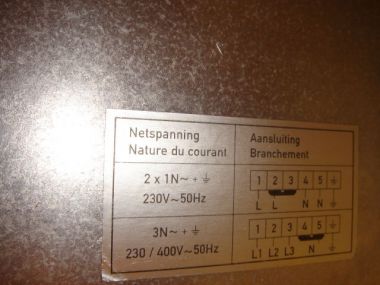 Netspanning
Nature du courant
Aansluiting
Branchement
2 x 1N~ + ⏚
230V~50Hz
1 2 3 4 5 ⏚
L L N N
3N~ + ⏚
230 / 400V~50Hz
1 2 3 4 5 ⏚
L1 L2 L3 N